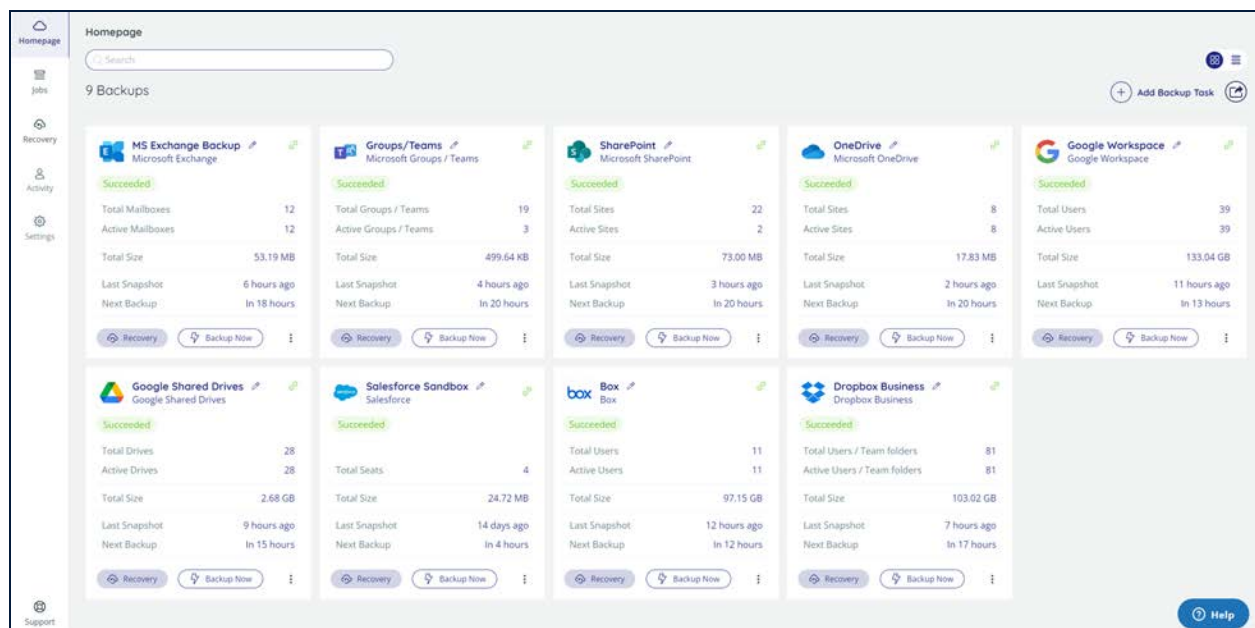 Homepage
Jobs
Recovery
Activity
Settings
Support
Homepage
Search
9 Backups
Add Backup Task
MS Exchange Backup
Microsoft Exchange
Succeeded
Total Mailboxes 12
Active Mailboxes 12
Total Size 53.19 MB
Last Snapshot 6 hours ago
Next Backup In 18 hours
Recovery Backup Now
Groups/Teams
Microsoft Groups / Teams
Succeeded
Total Groups / Teams 19
Active Groups / Teams 3
Total Size 499.64 KB
Last Snapshot 4 hours ago
Next Backup In 20 hours
Recovery Backup Now
SharePoint
Microsoft SharePoint
Succeeded
Total Sites 22
Active Sites 2
Total Size 73.00 MB
Last Snapshot 3 hours ago
Next Backup In 20 hours
Recovery Backup Now
OneDrive
Microsoft OneDrive
Succeeded
Total Sites 8
Active Sites 8
Total Size 17.83 MB
Last Snapshot 2 hours ago
Next Backup In 20 hours
Recovery Backup Now
Google Workspace
Google Workspace
Succeeded
Total Users 39
Active Users 39
Total Size 133.04 GB
Last Snapshot 11 hours ago
Next Backup In 13 hours
Recovery Backup Now
Google Shared Drives
Google Shared Drives
Succeeded
Total Drives 28
Active Drives 28
Total Size 2.68 GB
Last Snapshot 9 hours ago
Next Backup In 15 hours
Recovery Backup Now
Salesforce Sandbox
Salesforce
Succeeded
Total Seats 4
Total Size 24.72 MB
Last Snapshot 14 days ago
Next Backup In 4 hours
Recovery Backup Now
box
Box
Box
Succeeded
Total Users 11
Active Users 11
Total Size 97.15 GB
Last Snapshot 12 hours ago
Next Backup In 12 hours
Recovery Backup Now
Dropbox Business
Dropbox Business
Succeeded
Total Users / Team folders 81
Active Users / Team folders 81
Total Size 103.02 GB
Last Snapshot 7 hours ago
Next Backup In 17 hours
Recovery Backup Now
Help